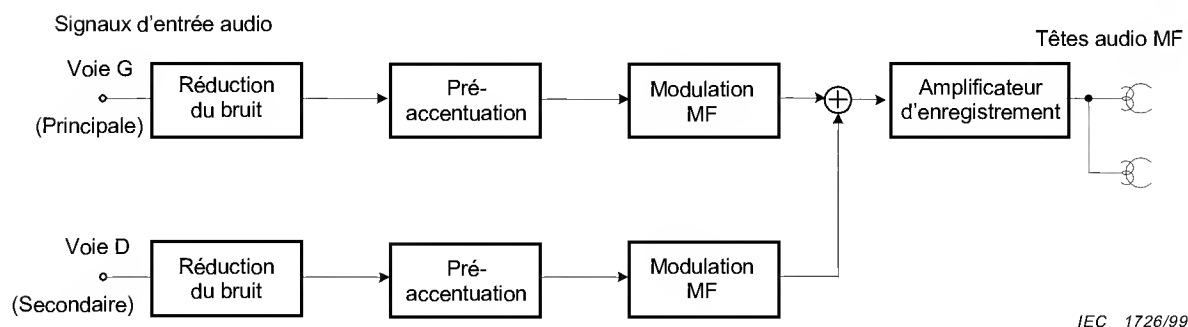 Signaux d'entrée audio
Têtes audio MF
Voie G
(Principale)
Réduction
du bruit
Pré-
accentuation
Modulation
MF
Amplificateur
d'enregistrement
Voie D
(Secondaire)
Réduction
du bruit
Pré-
accentuation
Modulation
MF
IEC 1726/99